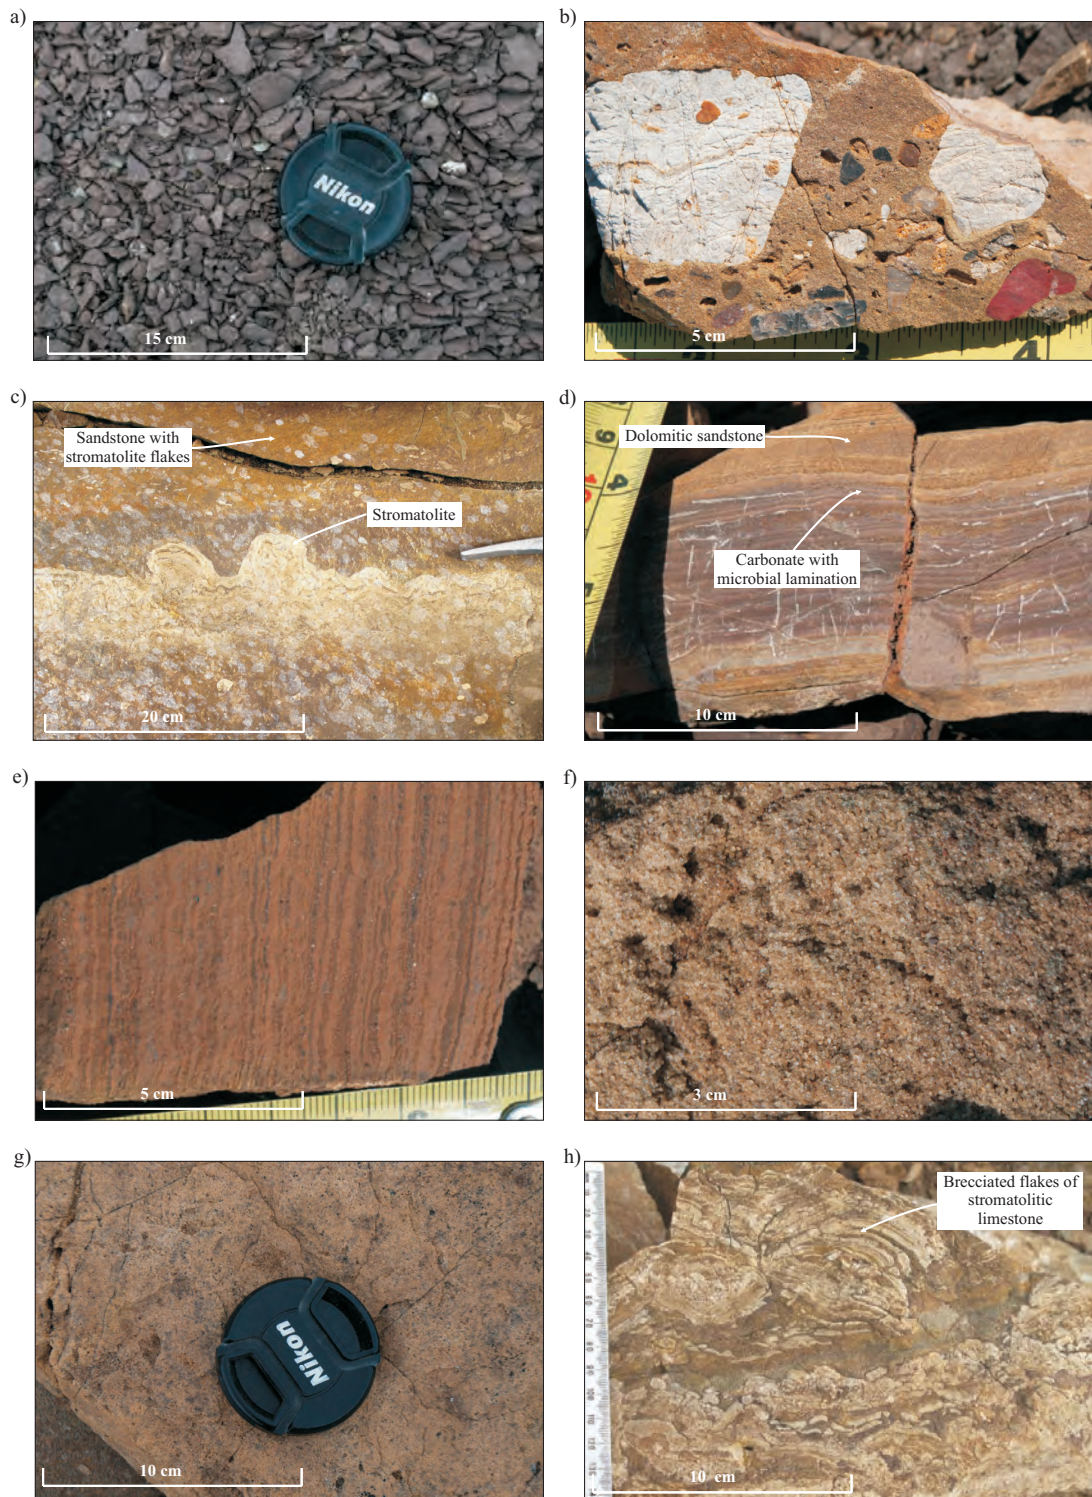 a)
Nikon
15 cm
b)
5 cm
4
c)
Sandstone with
stromatolite flakes
Stromatolite
20 cm
d)
Dolomitic sandstone
Carbonate with
microbial lamination
10 cm
e)
5 cm
f)
3 cm
g)
Nikon
10 cm
h)
Brecciated flakes of
stromatolitic
limestone
10 cm